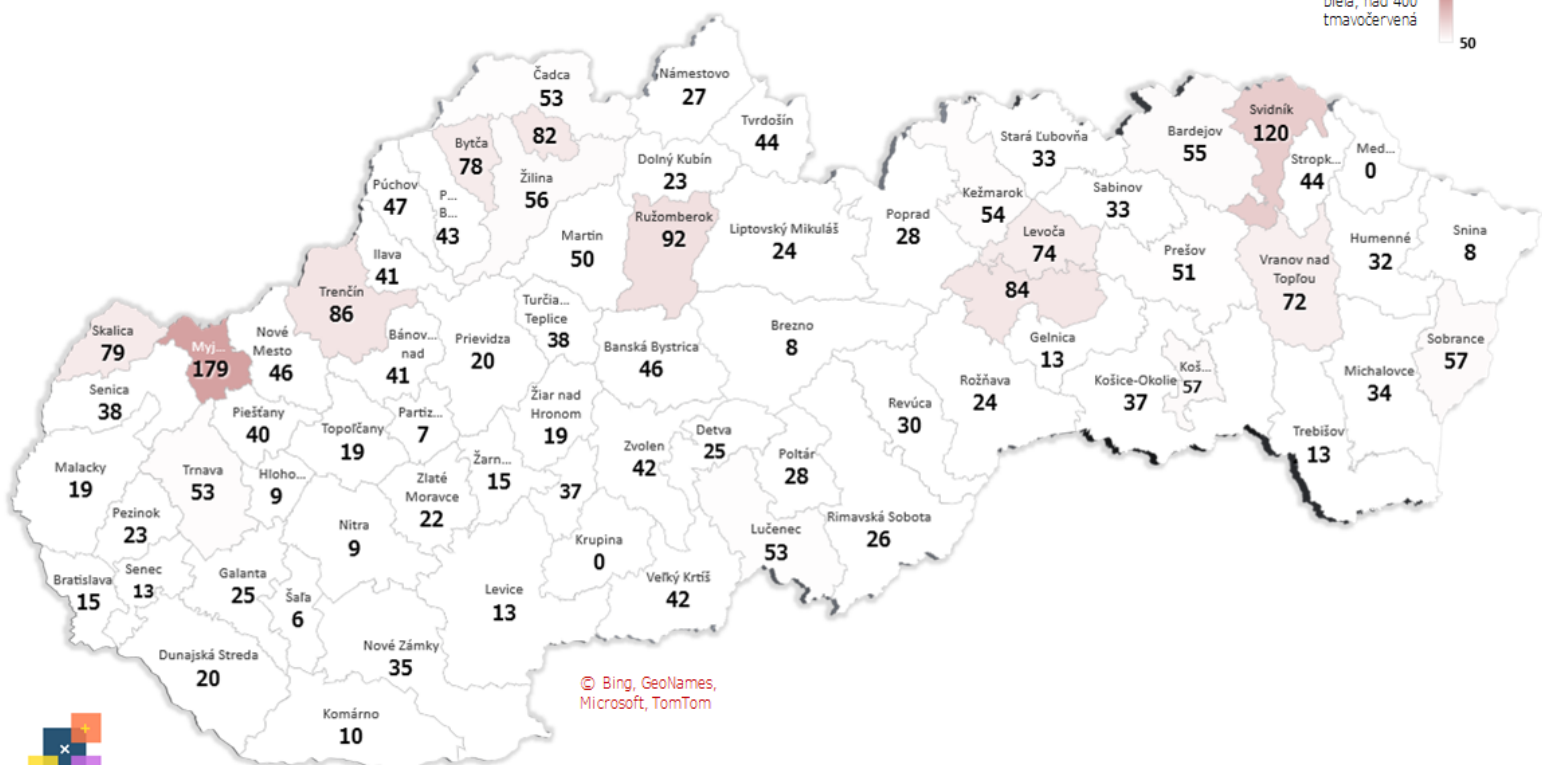 biela, nad 400
tmavočervená
50
Čadca
53
Námestovo
27
Tvrdošín
44
82
Bytča
78
Dolný Kubín
23
Žilina
56
Púchov
47
P...
B...
43
Ružomberok
92
Liptovský Mikuláš
24
Martin
50
Ilava
41
Trenčín
86
Poprad
28
Kežmarok
54
Stará Ľubovňa
33
Sabinov
33
Bardejov
55
Svidník
120
Stropk...
44
Med...
0
Levoča
74
84
Prešov
51
Vranov nad
Topľou
72
Humenné
32
Snina
8
Skalica
79
Myj...
179
Nové
Mesto
46
Bánov...
nad
41
Prievidza
20
Turčia...
Teplice
38
Banská Bystrica
46
Brezno
8
Gelnica
13
Rožňava
24
Košice-Okolie
37
Koš...
57
Michalovce
34
Sobrance
57
Senica
38
Piešťany
40
Topoľčany
19
Partiz...
7
Žiar nad
Hronom
19
Revúca
30
Trebišov
13
Malacky
19
Trnava
53
Hloho...
9
Zlaté
Moravce
22
Žarn...
15
37
Zvolen
42
Detva
25
Poltár
28
Pezinok
23
Nitra
9
Krupina
0
Lučenec
53
Rimavská Sobota
26
Bratislava
15
Senec
13
Galanta
25
Šaľa
6
Levice
13
Veľký Krtíš
42
Dunajská Streda
20
Nové Zámky
35
Komárno
10
© Bing, GeoNames,
Microsoft, TomTom